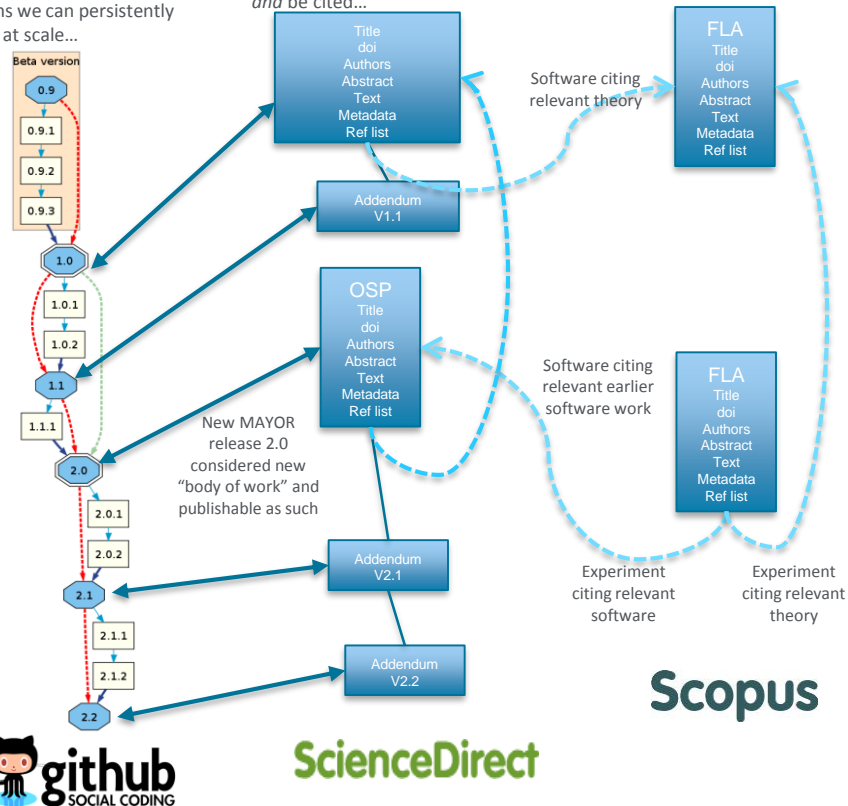 ns we can persistently
at scale…
and be cited…
Beta version
0.9
0.9.1
0.9.2
0.9.3
1.0
1.0.1
1.0.2
1.1
1.1.1
2.0
2.0.1
2.0.2
2.1
2.1.1
2.1.2
2.2
github
SOCIAL CODING
Title
doi
Authors
Abstract
Text
Metadata
Ref list
Addendum
V1.1
OSP
Title
doi
Authors
Abstract
Text
Metadata
Ref list
New MAYOR
release 2.0
considered new
“body of work” and
publishable as such
Addendum
V2.1
Addendum
V2.2
ScienceDirect
Software citing
relevant theory
FLA
Title
doi
Authors
Abstract
Text
Metadata
Ref list
Software citing
relevant earlier
software work
FLA
Title
doi
Authors
Abstract
Text
Metadata
Ref list
Experiment
citing relevant
software
Experiment
citing relevant
theory
Scopus